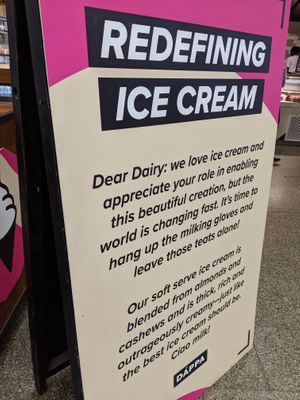 REDEFINING
ICE CREAM
Dear Dairy: we love ice cream and
appreciate your role in enabling
this beautiful creation, but the
world is changing fast. It's time to
hang up the milking gloves and
leave those teats alone!
Our soft serve ice cream is
blended from almonds and
cashews and is thick, rich and
outrageously creamy—just like
the best ice cream should be.
Ciao milk!
DAPPA